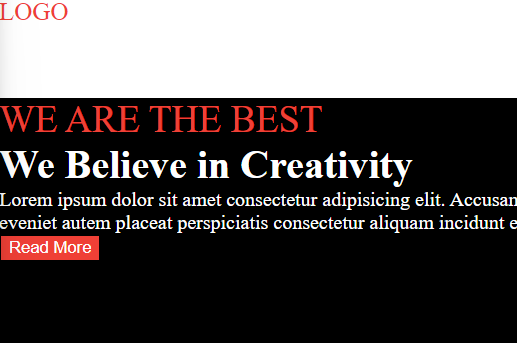 LOGO
WE ARE THE BEST
We Believe in Creativity
Lorem ipsum dolor sit amet consectetur adipisicing elit. Accusan
eveniet autem placeat perspiciatis consectetur aliquam incidunt e
Read More